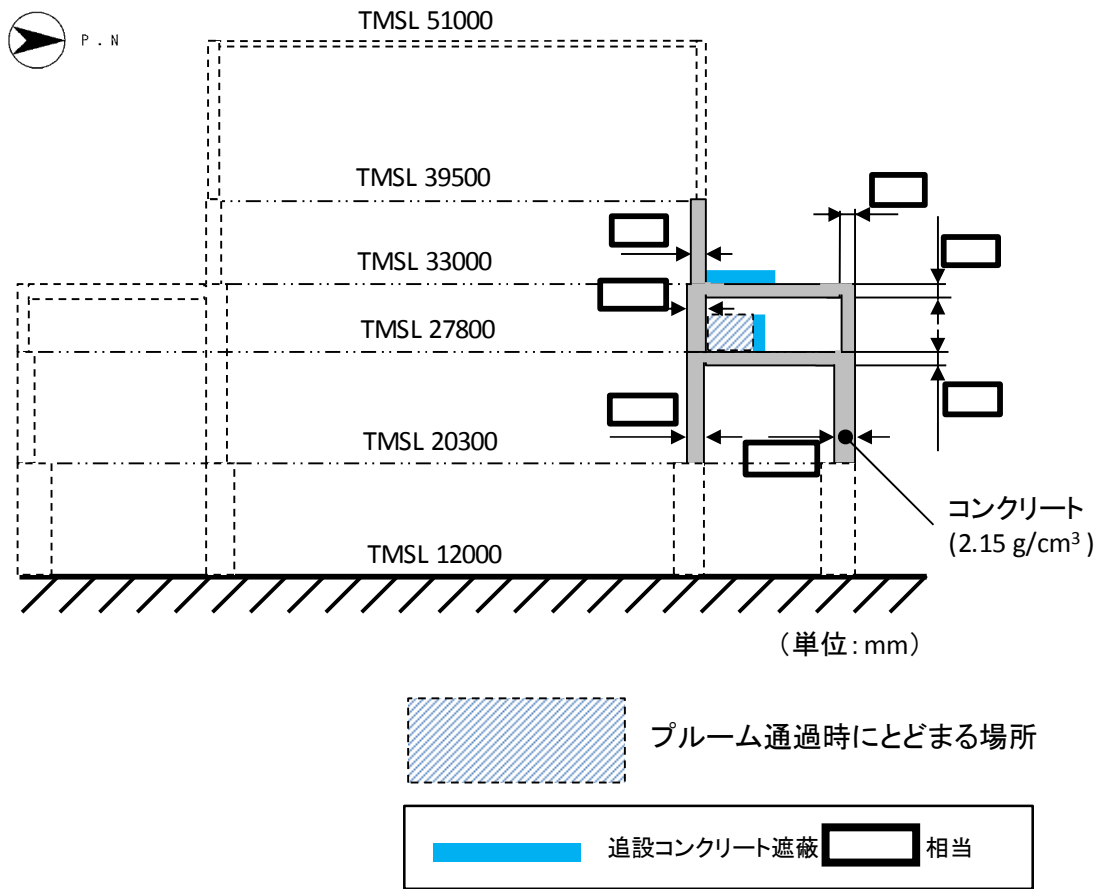 TMSL 51000
P . N
TMSL 39500
TMSL 33000
TMSL 27800
TMSL 20300
コンクリート
(2.15 g/cm³ )
TMSL 12000
（単位：mm）
プルーム通過時にとどまる場所
追設コンクリート遮蔽 相当